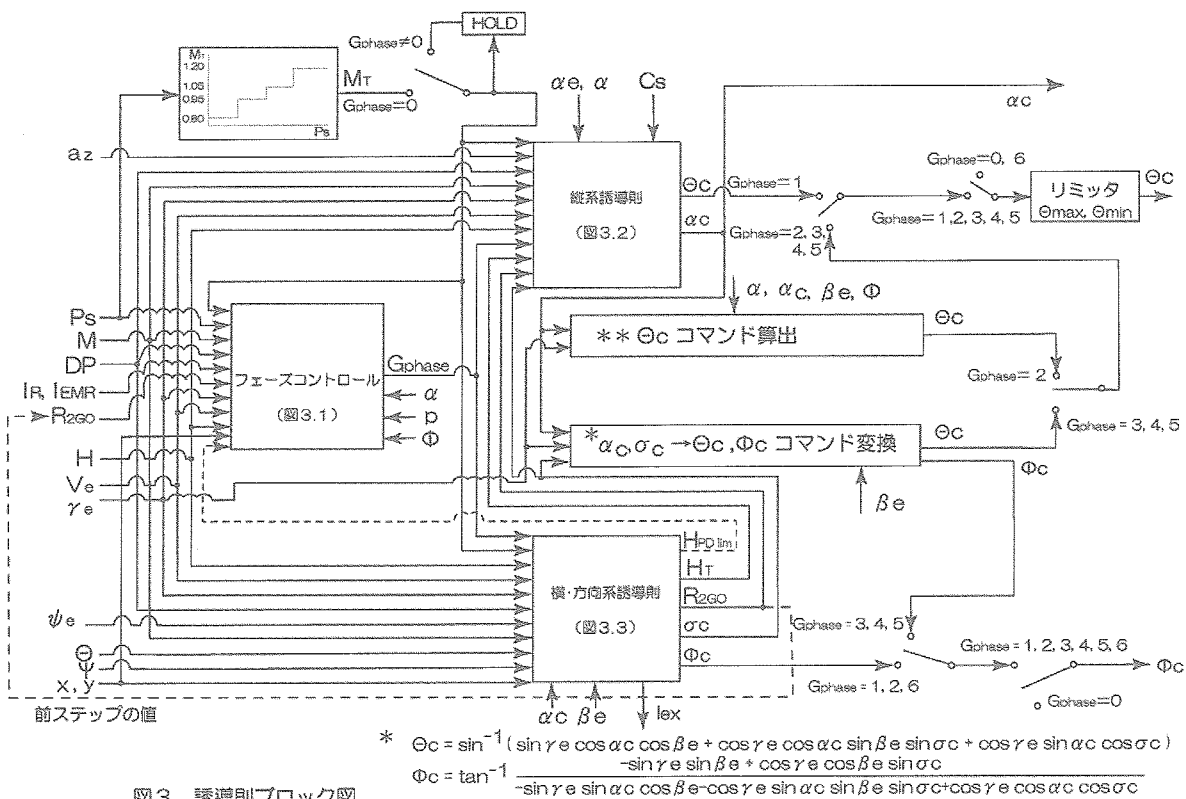 HOLD
Gphase≠0
MT
1.20
1.05
0.95
0.80
Ps
MT
Gphase=0
αe, α
Cs
αc
az
縦系誘導則
(図3.2)
Θc
αc
Gphase=1
Gphase=2, 3,
4, 5
Gphase=0, 6
Gphase=1, 2, 3, 4, 5
リミッタ
Θmax, Θmin
Θc
α, αc, βe, Φ
Ps
M
DP
IR, IEMR
R2GO
H
Ve
γe
フェーズコントロール
(図3.1)
Gphase
α
p
Φ
** Θc コマンド算出
Θc
Gphase= 2
*αc,σc →Θc ,Φc コマンド変換
Θc
Gphase= 3, 4, 5
Φc
βe
横・方向系誘導則
(図3.3)
HPD lim
HT
R2GO
σc
Φc
ψe
Θ
Ψ
x, y
Gphase = 3, 4, 5
Gphase = 1, 2, 6
Gphase= 1, 2, 3, 4, 5, 6
Φc
Gphase=0
αc βe
Iex
前ステップの値
* Θc = sin⁻¹ ( sinγe cosαc cosβe + cosγe cosαc sinβe sinσc + cosγe sinαc cosσc )
-sinγe sinβe + cosγe cosβe sinσc
Φc = tan⁻¹
-sinγe sinαc cosβe-cosγe sinαc sinβe sinσc+cosγe cosαc cosσc
図3 誘導則ブロック図